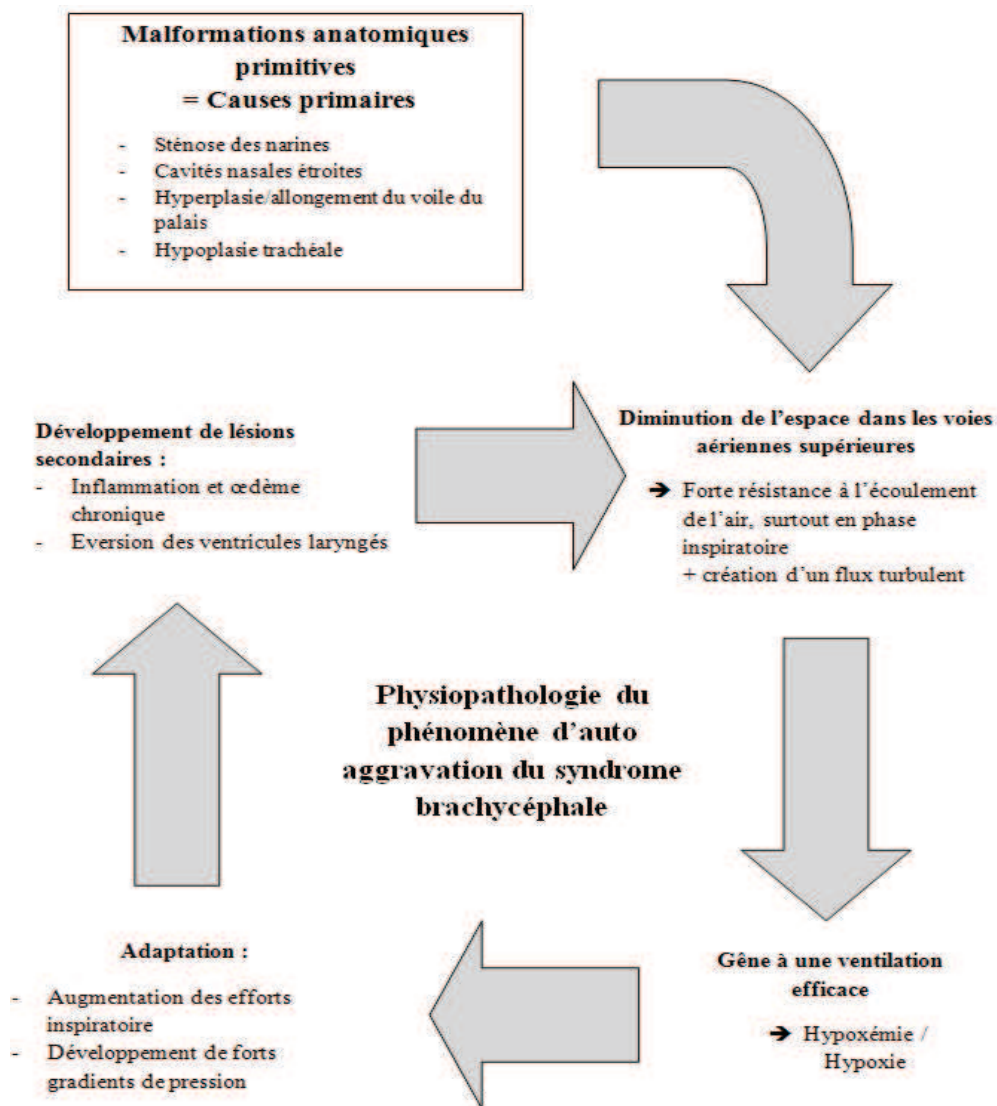 Malformations anatomiques
primitives
= Causes primaires
- Sténose des narines
- Cavités nasales étroites
- Hyperplasie/allongement du voile du
palais
- Hypoplasie trachéale
Diminution de l'espace dans les voies
aériennes supérieures
➔ Forte résistance à l'écoulement
de l'air, surtout en phase
inspiratoire
+ création d'un flux turbulent
Gêne à une ventilation
efficace
➔ Hypoxémie /
Hypoxie
Adaptation :
- Augmentation des efforts
inspiratoire
- Développement de forts
gradients de pression
Développement de lésions
secondaires :
- Inflammation et œdème
chronique
- Eversion des ventricules laryngés
Physiopathologie du
phénomène d'auto
aggravation du syndrome
brachycéphale